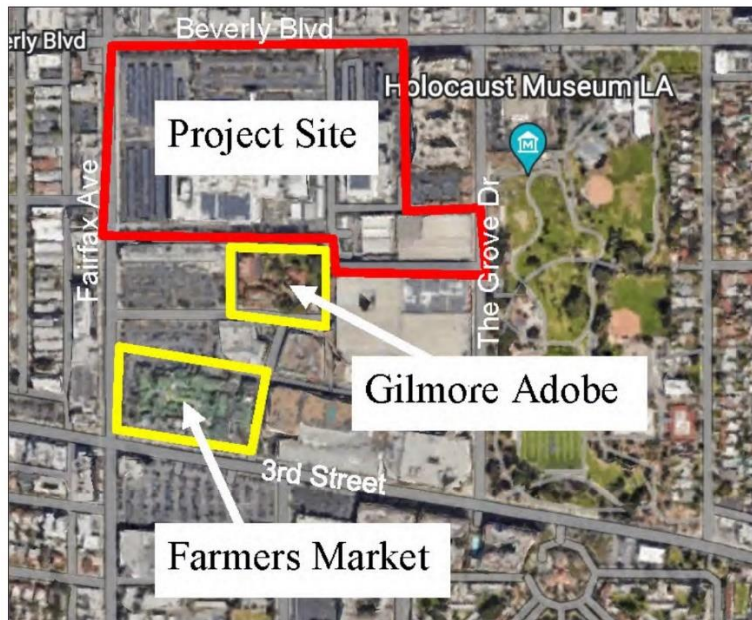 Beverly Blvd
erly Blvd
Holocaust Museum LA
Project Site
M
Fairfax Ave
The Grove Dr
Gilmore Adobe
3rd Street
Farmers Market